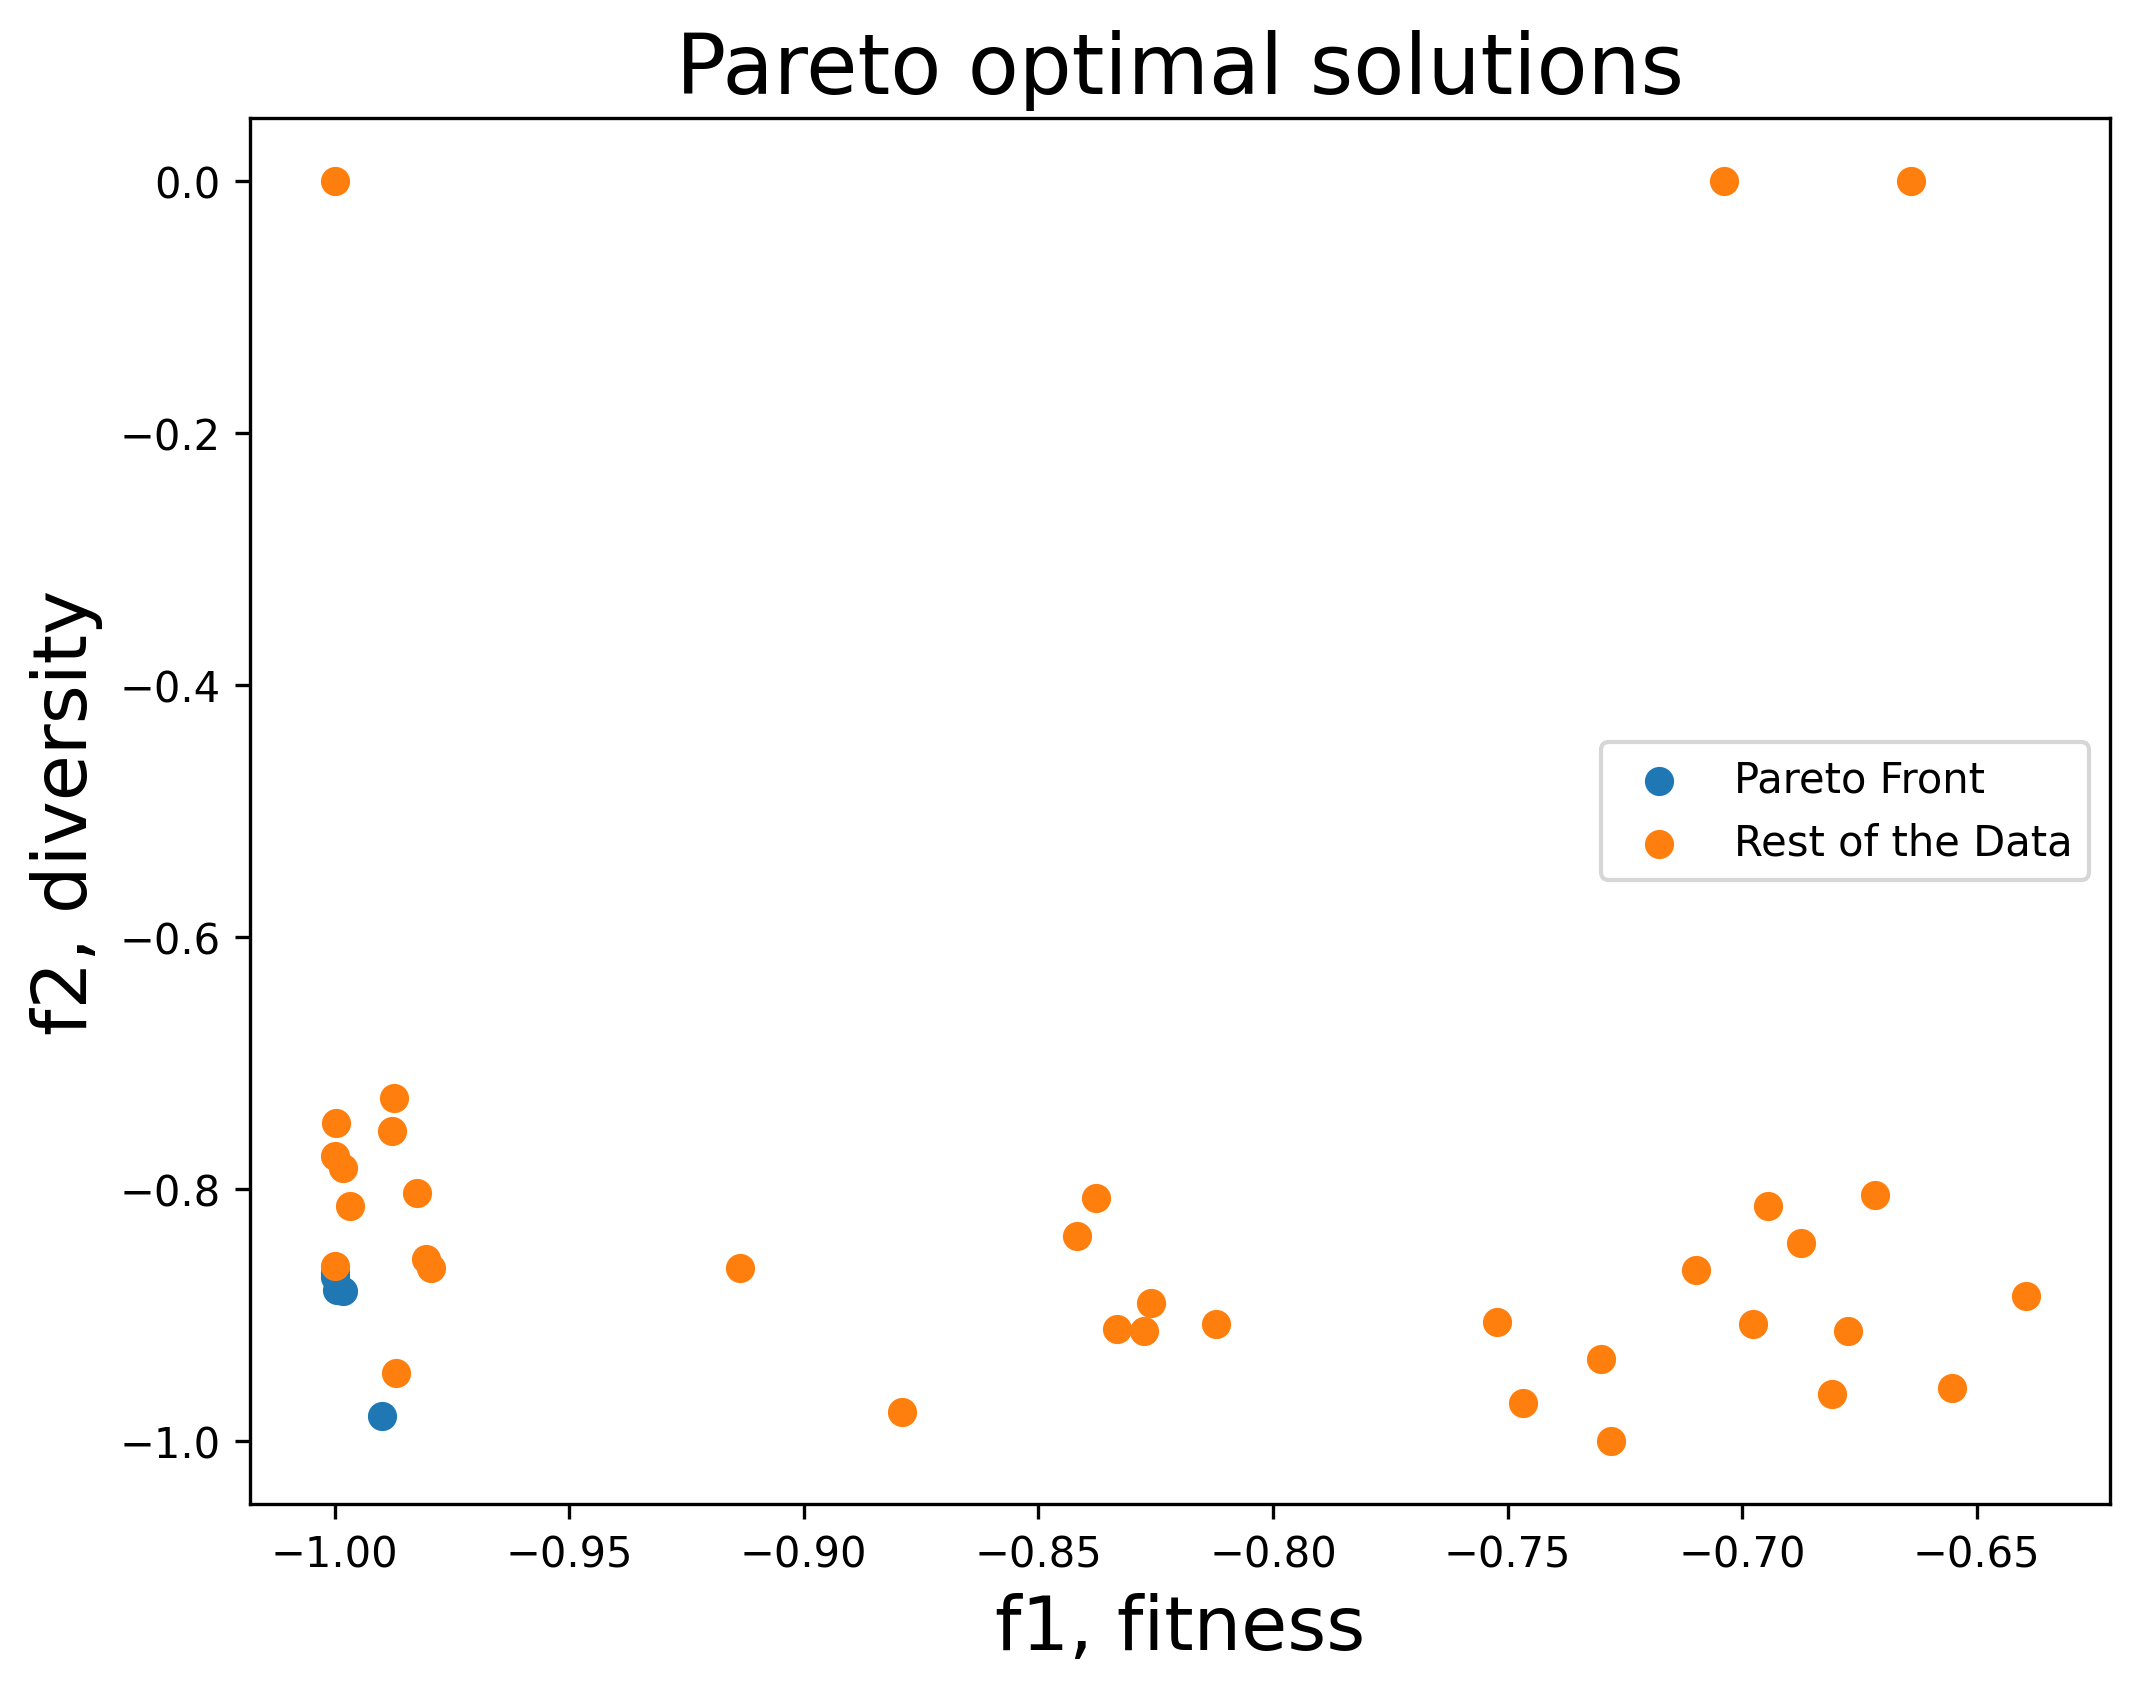 Pareto optimal solutions
0.0
−0.2
−0.4
−0.6
−0.8
−1.0
f2, diversity
Pareto Front
Rest of the Data
−1.00 −0.95 −0.90 −0.85 −0.80 −0.75 −0.70 −0.65
f1, fitness